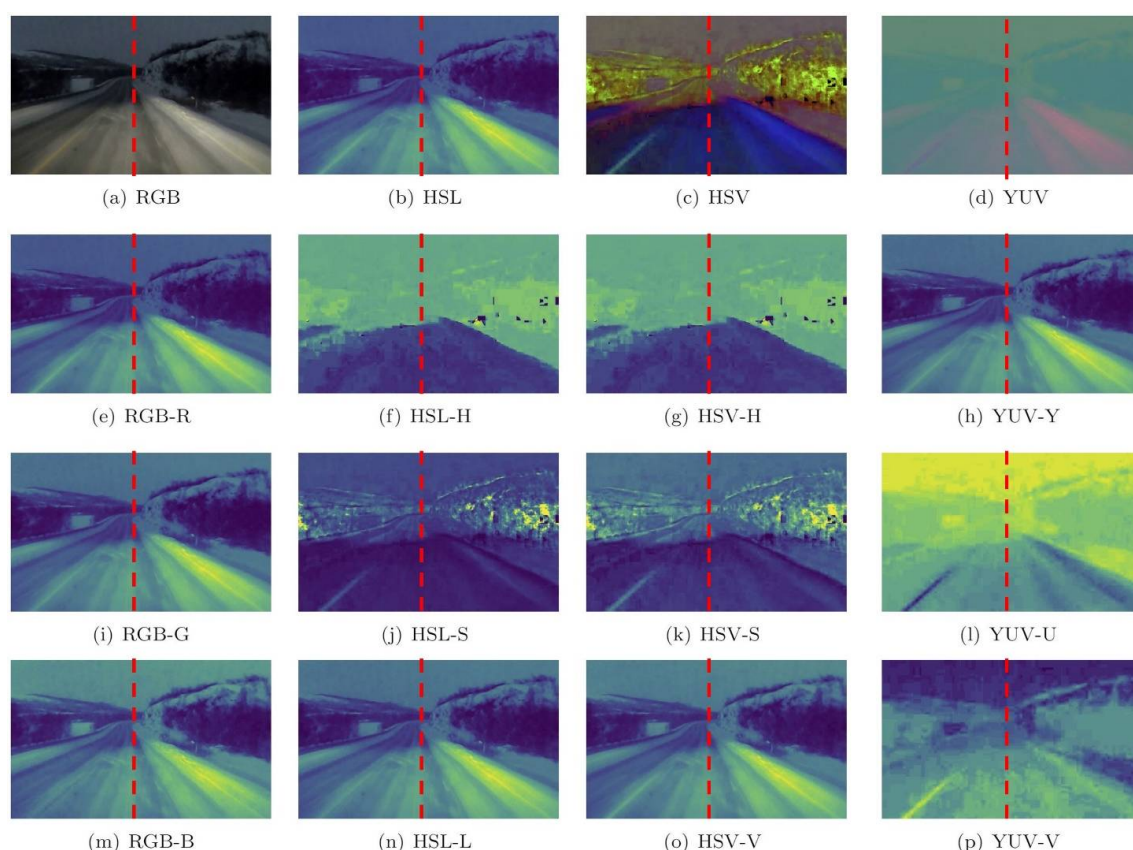 (a) RGB (b) HSL (c) HSV (d) YUV
(e) RGB-R (f) HSL-H (g) HSV-H (h) YUV-Y
(i) RGB-G (j) HSL-S (k) HSV-S (l) YUV-U
(m) RGB-B (n) HSL-L (o) HSV-V (p) YUV-V